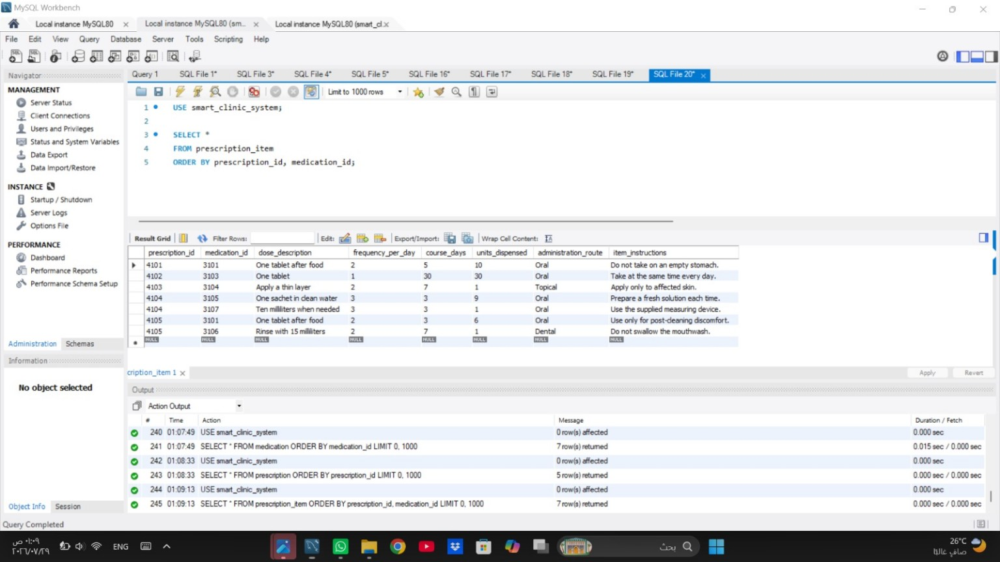 MySQL Workbench
Local instance MySQL80 x Local instance MySQL80 (sm... x Local instance MySQL80 (smart_cl x
File Edit View Query Database Server Tools Scripting Help
Navigator
Query 1 SQL File 1* SQL File 3* SQL File 4* SQL File 5* SQL File 16* SQL File 17* SQL File 18* SQL File 19* SQL File 20* x
MANAGEMENT
Server Status
Client Connections
Users and Privileges
Status and System Variables
Data Export
Data Import/Restore
INSTANCE
Startup / Shutdown
Server Logs
Options File
PERFORMANCE
Dashboard
Performance Reports
Performance Schema Setup
Administration Schemas
Information
No object selected
Object Info Session
Limit to 1000 rows
1 USE smart_clinic_system;
2
3 SELECT *
4 FROM prescription_item
5 ORDER BY prescription_id, medication_id;
Result Grid Filter Rows: Edit: Export/Import: Wrap Cell Content:
prescription_id medication_id dose_description frequency_per_day course_days units_dispensed administration_route item_instructions
4101 3101 One tablet after food 2 5 10 Oral Do not take on an empty stomach.
4102 3103 One tablet 1 30 30 Oral Take at the same time every day.
4103 3104 Apply a thin layer 2 7 1 Topical Apply only to affected skin.
4104 3105 One sachet in clean water 3 3 9 Oral Prepare a fresh solution each time.
4104 3107 Ten milliliters when needed 3 3 1 Oral Use the supplied measuring device.
4105 3101 One tablet after food 2 3 6 Oral Use only for post-cleaning discomfort.
4105 3106 Rinse with 15 milliliters 2 7 1 Dental Do not swallow the mouthwash.
NULL NULL NULL NULL NULL NULL NULL NULL
cription_item 1 x Apply Revert
Output
Action Output
# Time Action Message Duration / Fetch
240 01:07:49 USE smart_clinic_system 0 row(s) affected 0.000 sec
241 01:07:49 SELECT * FROM medication ORDER BY medication_id LIMIT 0, 1000 7 row(s) returned 0.015 sec / 0.000 sec
242 01:08:33 USE smart_clinic_system 0 row(s) affected 0.000 sec
243 01:08:33 SELECT * FROM prescription ORDER BY prescription_id LIMIT 0, 1000 5 row(s) returned 0.000 sec / 0.000 sec
244 01:09:13 USE smart_clinic_system 0 row(s) affected 0.000 sec
245 01:09:13 SELECT * FROM prescription_item ORDER BY prescription_id, medication_id LIMIT 0, 1000 7 row(s) returned 0.000 sec / 0.000 sec
Query Completed
٠١:٠٩ ص
٢٠٢٦/٠٧/٢٩
ENG
بحث
26°C
صافٍ غالبًا